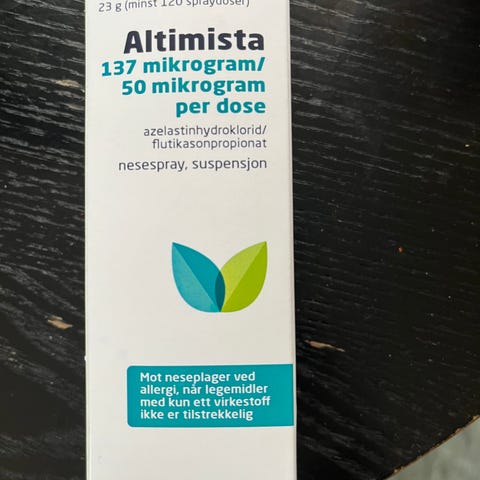 23 g (minst 120 spraydoser)
Altimista
137 mikrogram/
50 mikrogram
per dose
azelastinhydroklorid/
flutikasonpropionat
nesespray, suspensjon
Mot neseplager ved
allergi, når legemidler
med kun ett virkestoff
ikke er tilstrekkelig